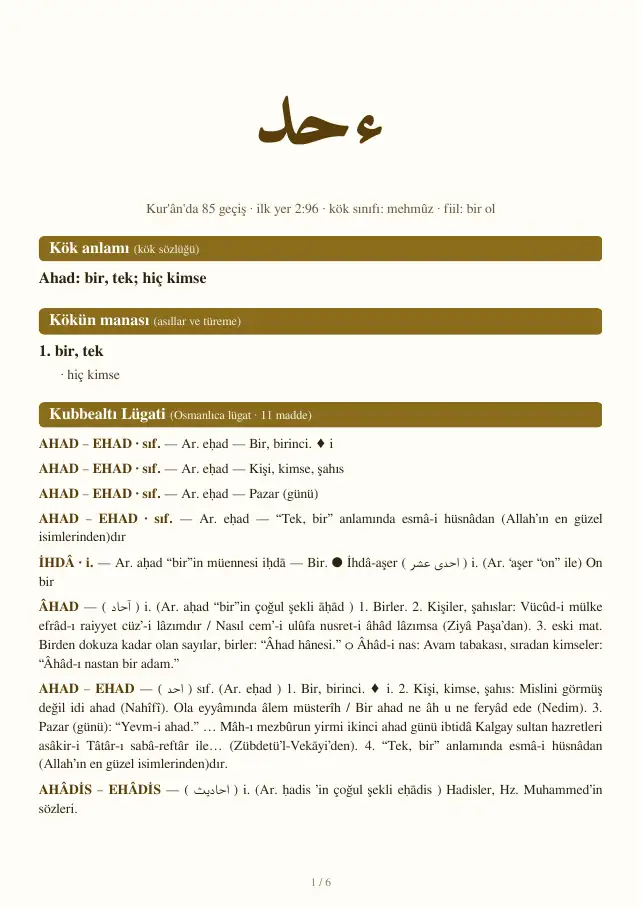 ء حد
Kur'ân'da 85 geçiş · ilk yer 2:96 · kök sınıfı: mehmûz · fiil: bir ol
Kök anlamı (kök sözlüğü)
Ahad: bir, tek; hiç kimse
Kökün manası (asıllar ve türeme)
1. bir, tek
· hiç kimse
Kubbealtı Lügati (Osmanlıca lügat · 11 madde)
AHAD – EHAD · sıf. — Ar. eḥad — Bir, birinci. ♦ i
AHAD – EHAD · sıf. — Ar. eḥad — Kişi, kimse, şahıs
AHAD – EHAD · sıf. — Ar. eḥad — Pazar (günü)
AHAD – EHAD · sıf. — Ar. eḥad — “Tek, bir” anlamında esmâ-i hüsnâdan (Allah’ın en güzel
isimlerinden)dır
İHDÂ · i. — Ar. aḥad “bir”in müennesi iḥdā — Bir. ● İhdâ-aşer ( احدى عشر ) i. (Ar. ‘aşer “on” ile) On
bir
ÂHAD — ( آحاد ) i. (Ar. aḥad “bir”in çoğul şekli āḥād ) 1. Birler. 2. Kişiler, şahıslar: Vücûd-i mülke
efrâd-ı raiyyet cüz’-i lâzımdır / Nasıl cem’-i ulûfa nusret-i âhâd lâzımsa (Ziyâ Paşa’dan). 3. eski mat.
Birden dokuza kadar olan sayılar, birler: “Âhad hânesi.” ѻ Âhâd-i nas: Avam tabakası, sıradan kimseler:
“Âhâd-ı nastan bir adam.”
AHAD – EHAD — ( احد ) sıf. (Ar. eḥad ) 1. Bir, birinci. ♦ i. 2. Kişi, kimse, şahıs: Mislini görmüş
değil idi ahad (Nahîfî). Ola eyyâmında âlem müsterîh / Bir ahad ne âh u ne feryâd ede (Nedim). 3.
Pazar (günü): “Yevm-i ahad.” … Mâh-ı mezbûrun yirmi ikinci ahad günü ibtidâ Kalgay sultan hazretleri
asâkir-i Tâtâr-ı sabâ-reftâr ile… (Zübdetü’l-Vekāyi’den). 4. “Tek, bir” anlamında esmâ-i hüsnâdan
(Allah’ın en güzel isimlerinden)dır.
AHÂDİS – EHÂDİS — ( احاديث ) i. (Ar. ḥadіs ’in çoğul şekli eḥādіs ) Hadisler, Hz. Muhammed’in
sözleri.
1 / 6